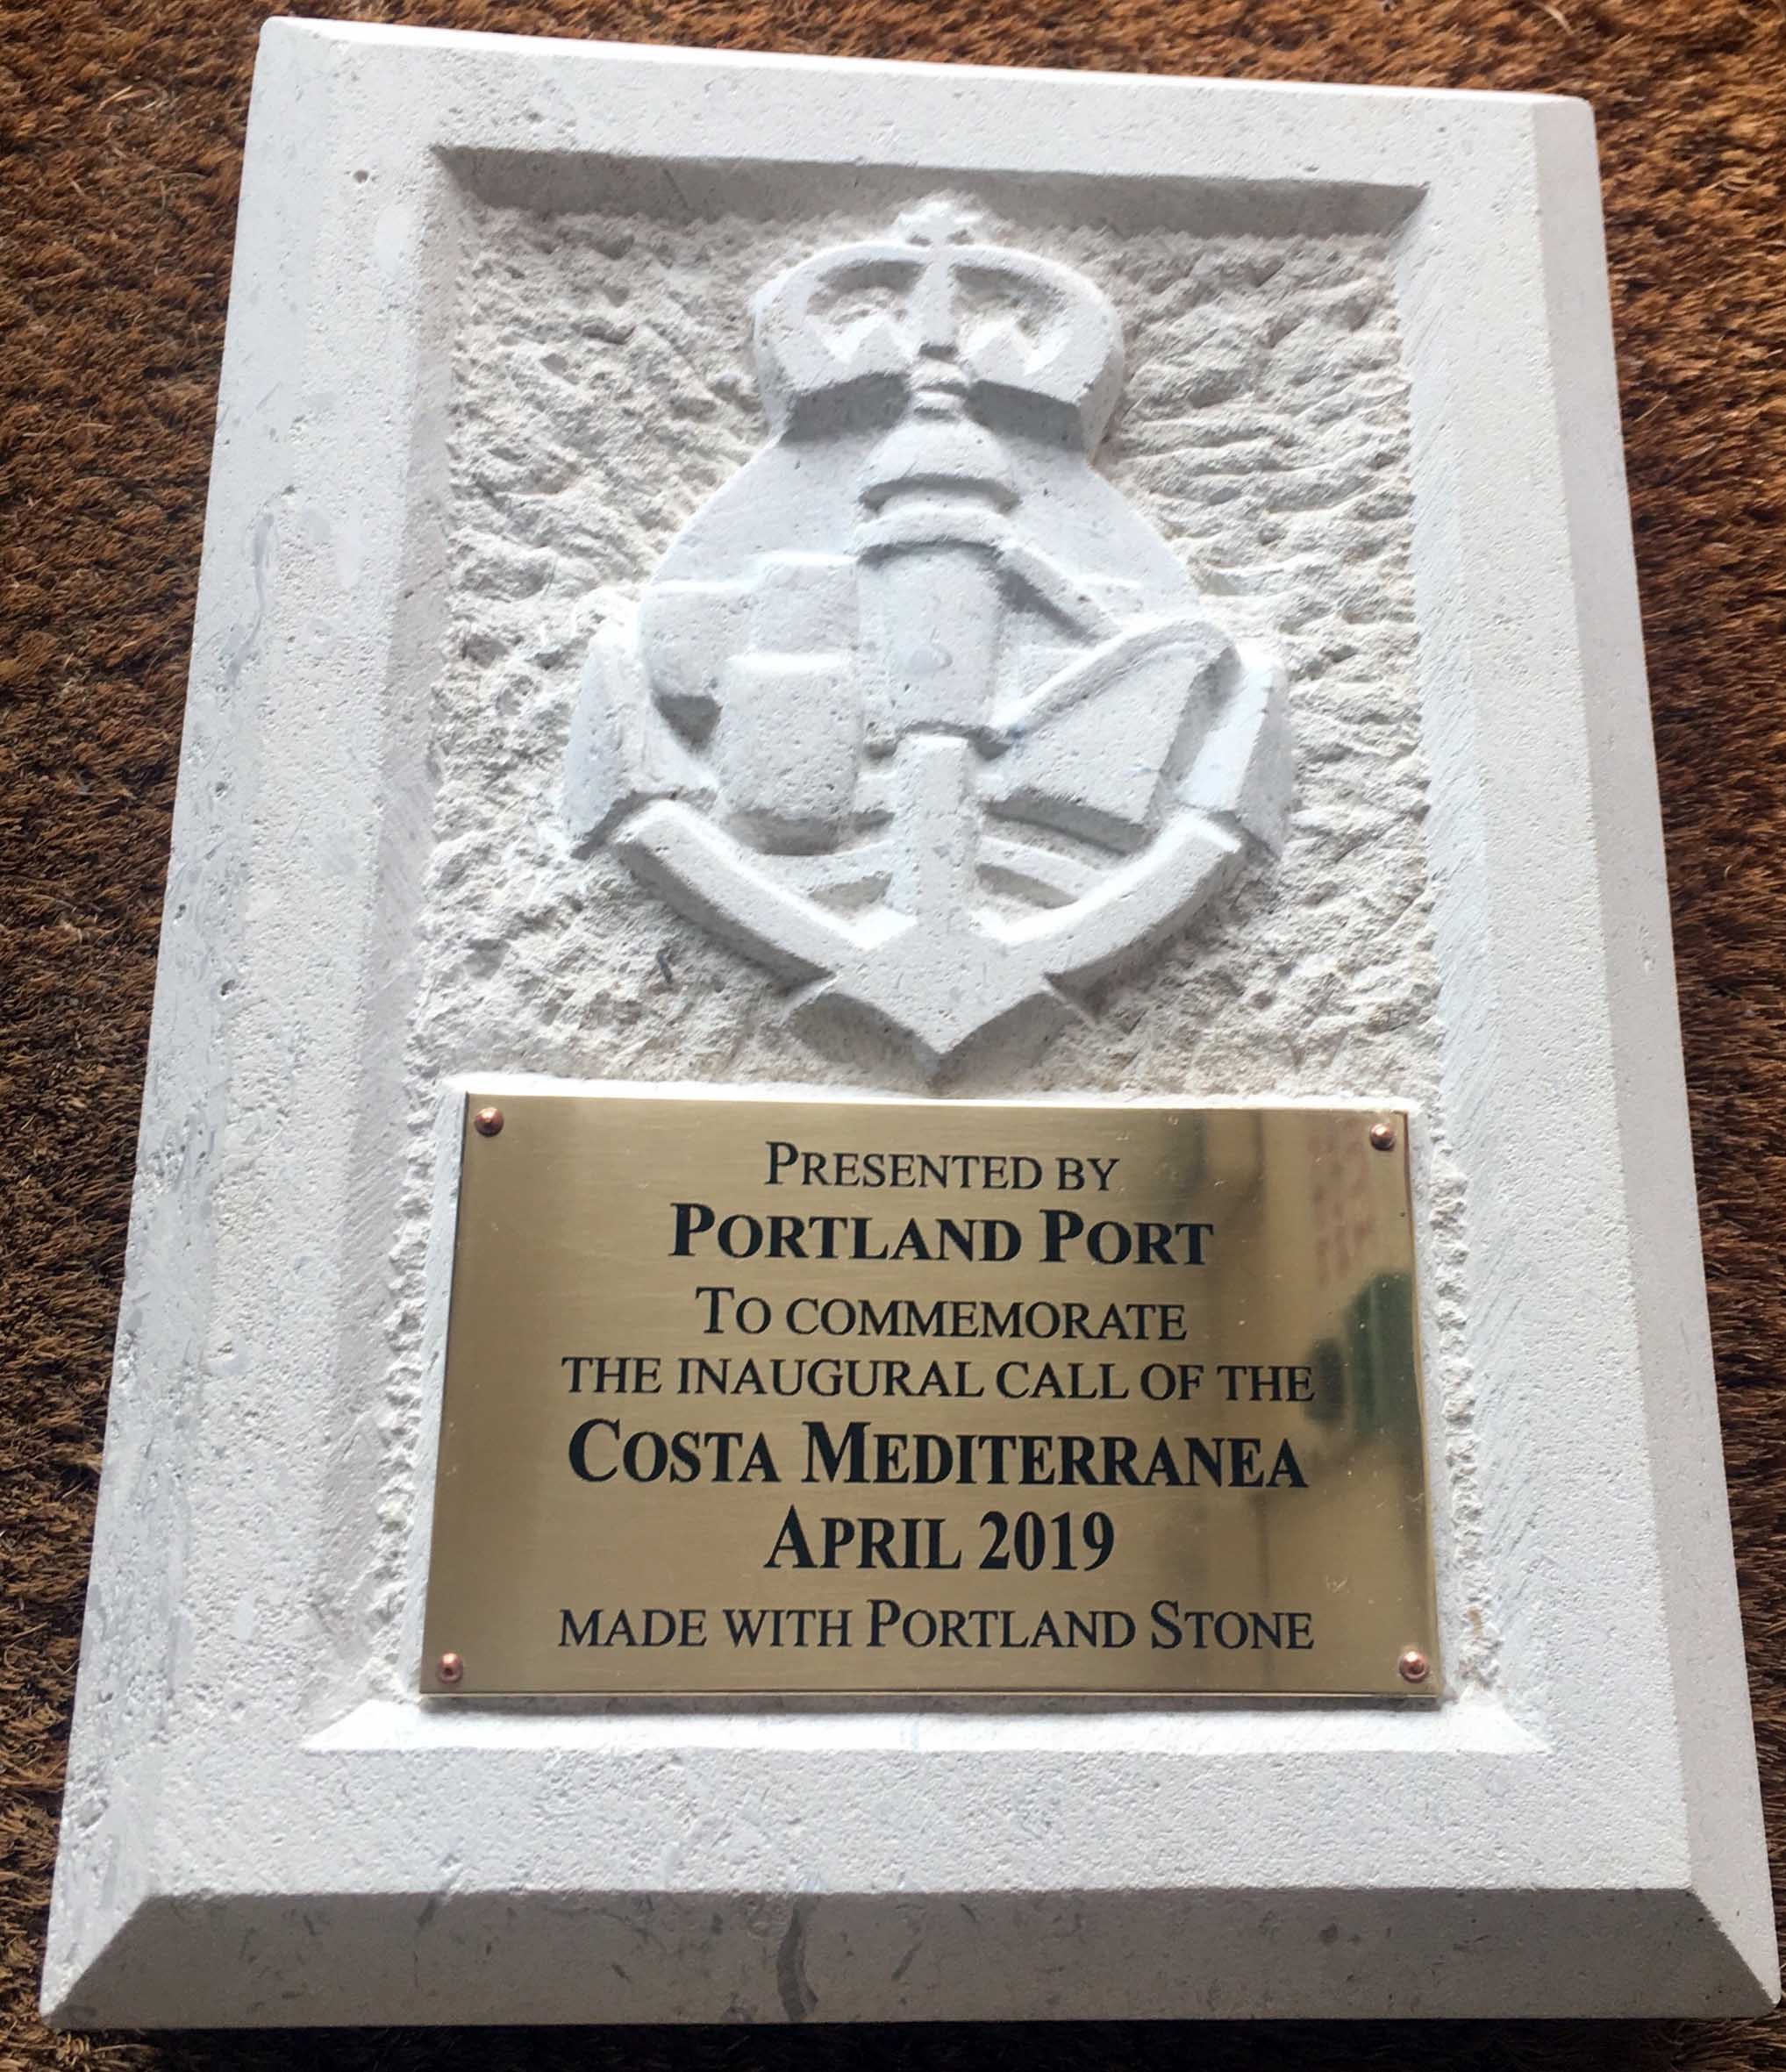 PRESENTED BY
PORTLAND PORT
TO COMMEMORATE
THE INAUGURAL CALL OF THE
COSTA MEDITERRANEA
APRIL 2019
MADE WITH PORTLAND STONE